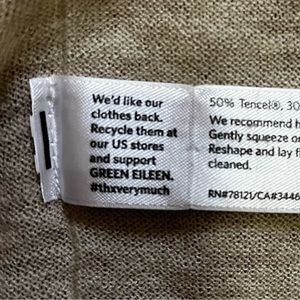 We'd like our
clothes back.
Recycle them at
our US stores
and support
GREEN EILEEN.
#thxverymuch
50% Tencel®, 30
We recommend h
Gently squeeze o
Reshape and lay f
cleaned.
RN#78121/CA#3446